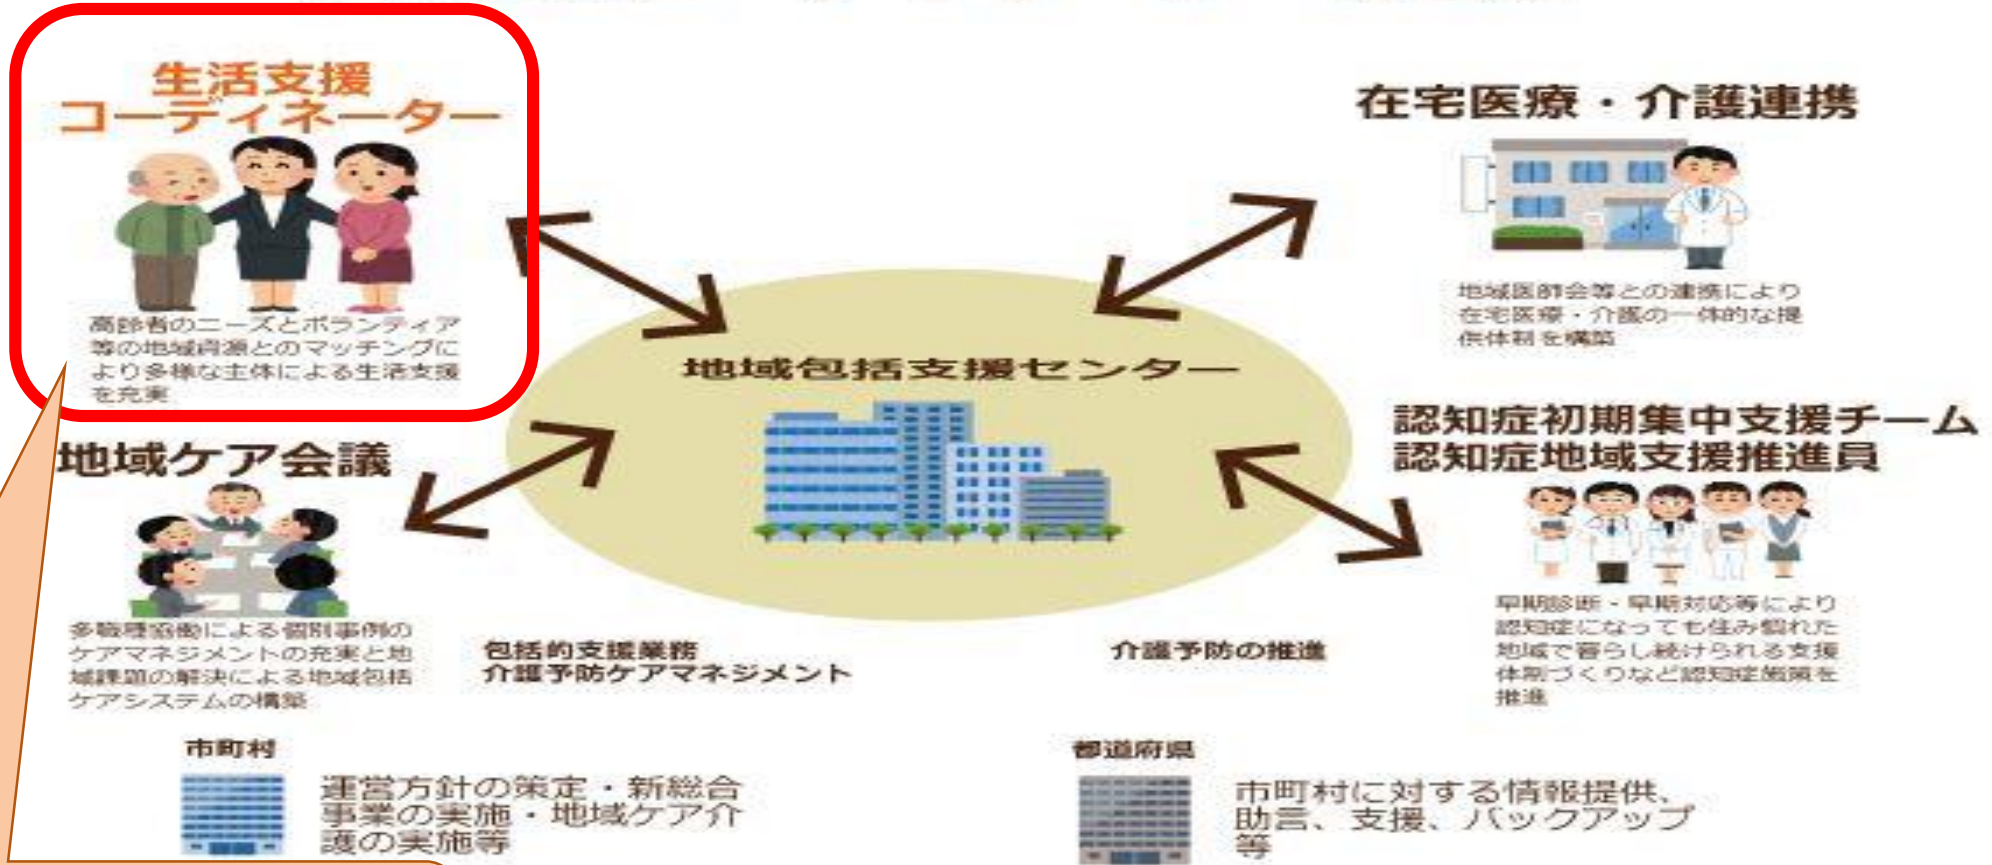 生活支援
コーディネーター
高齢者のニーズとボランティア
等の地域資源とのマッチングに
より多様な主体による生活支援
を充実
在宅医療・介護連携
地域医師会等との連携により
在宅医療・介護の一体的な提
供体制を構築
地域包括支援センター
地域ケア会議
多職種協働による個別事例の
ケアマネジメントの充実と地
域課題の解決による地域包括
ケアシステムの構築
認知症初期集中支援チーム
認知症地域支援推進員
早期診断・早期対応等により
認知症になっても住み慣れた
地域で暮らし続けられる支援
体制づくりなど認知症施策を
推進
包括的支援業務
介護予防ケアマネジメント
介護予防の推進
市町村
運営方針の策定・新総合
事業の実施・地域ケア介
護の実施等
都道府県
市町村に対する情報提供、
助言、支援、バックアップ
等